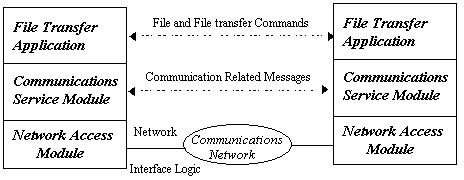 File Transfer
Application
Communications
Service Module
Network Access
Module
File and File transfer Commands
Communication Related Messages
Network
Interface Logic
Communications
Network
File Transfer
Application
Communications
Service Module
Network Access
Module